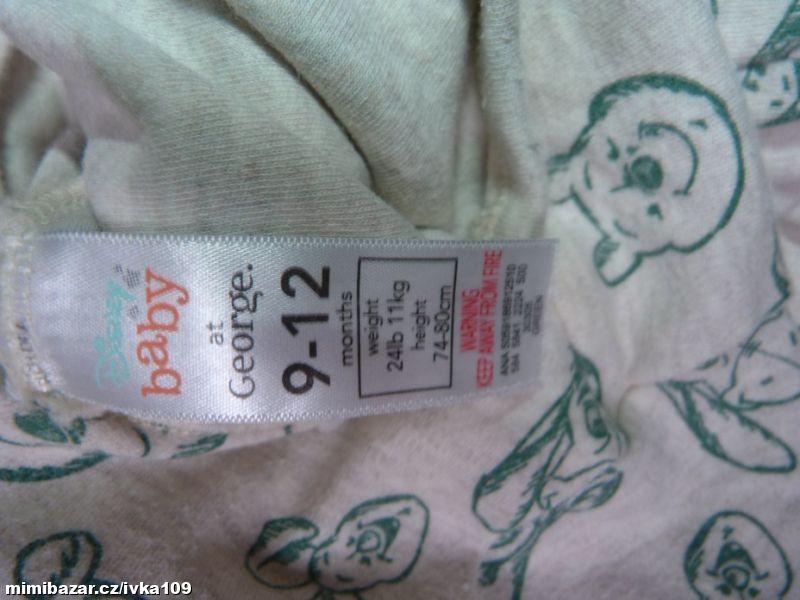 Disney
baby
at
George.
9-12
months
weight
24lb 11kg
height
74-80cm
WARNING
KEEP AWAY FROM FIRE
GREEN
mimibazar.cz/ivka109